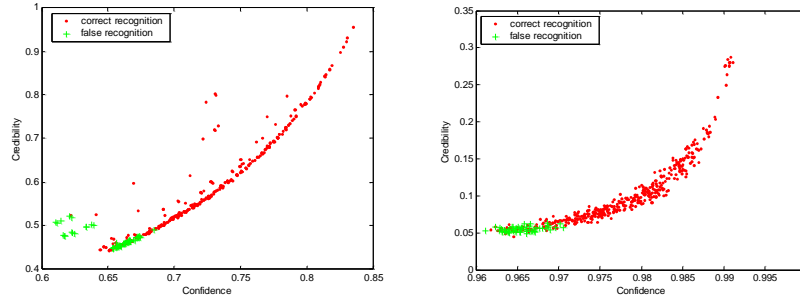 1
0.9
0.8
0.7
0.6
0.5
0.4
0.6 0.65 0.7 0.75 0.8 0.85
Credibility
Confidence
correct recognition
false recognition
0.35
0.3
0.25
0.2
0.15
0.1
0.05
0
0.96 0.965 0.97 0.975 0.98 0.985 0.99 0.995
Credibility
Confidence
correct recognition
false recognition